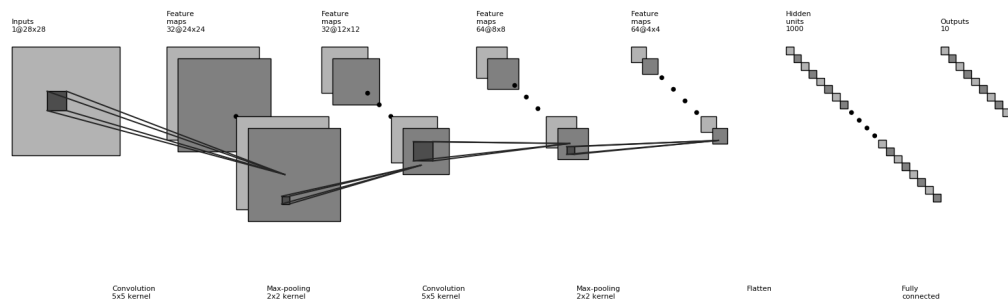 Inputs
1@28x28
Feature
maps
32@24x24
Feature
maps
32@12x12
Feature
maps
64@8x8
Feature
maps
64@4x4
Hidden
units
1000
Outputs
10
Convolution
5x5 kernel
Max-pooling
2x2 kernel
Convolution
5x5 kernel
Max-pooling
2x2 kernel
Flatten
Fully
connected